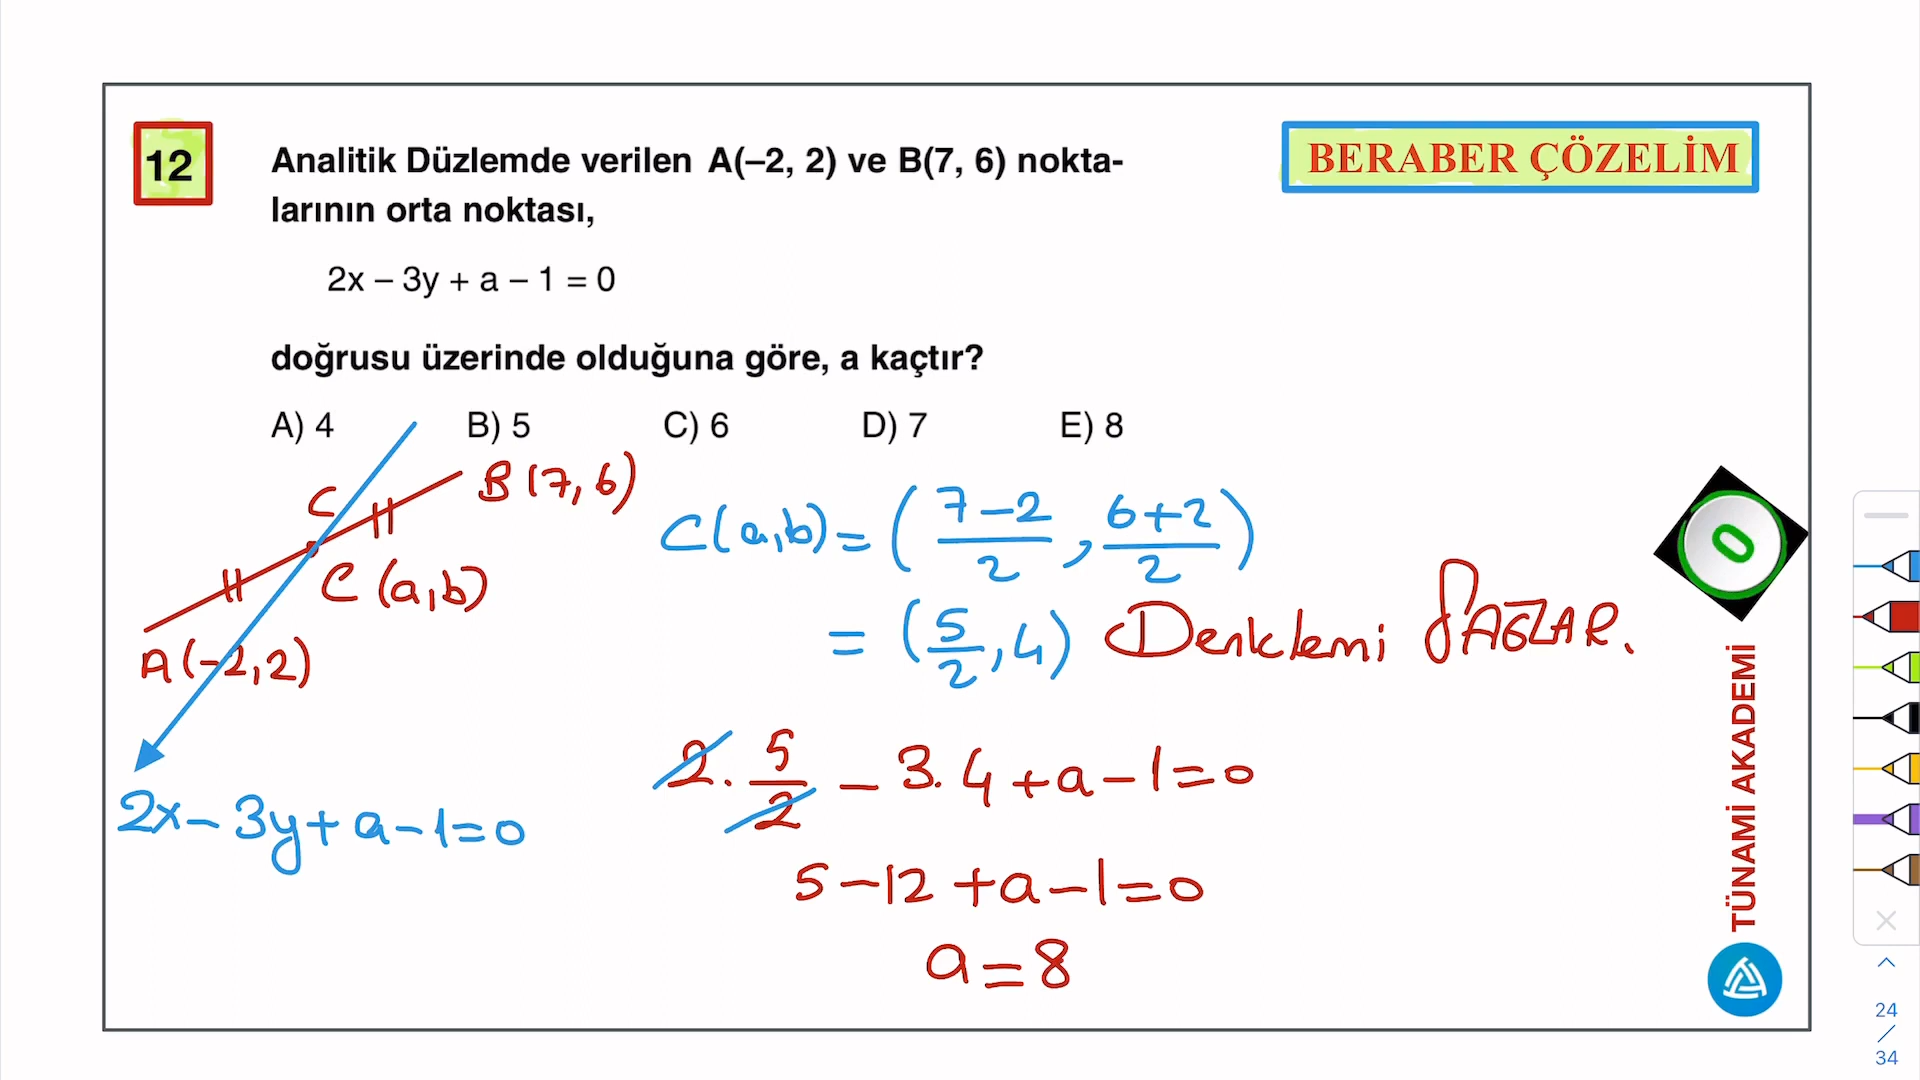 12
Analitik Düzlemde verilen A(–2, 2) ve B(7, 6) nokta-
larının orta noktası,
2x – 3y + a – 1 = 0
doğrusu üzerinde olduğuna göre, a kaçtır?
A) 4 B) 5 C) 6 D) 7 E) 8
BERABER ÇÖZELİM
B(7,6)
C
C(a,b)
A(-2,2)
2x-3y+a-1=0
C(a,b)=(7-2/2, 6+2/2)
=(5/2,4) Denklemi SAĞLAR.
2.5/2-3.4+a-1=0
5-12+a-1=0
a=8
0
TÜNAMİ AKADEMİ
24
/
34